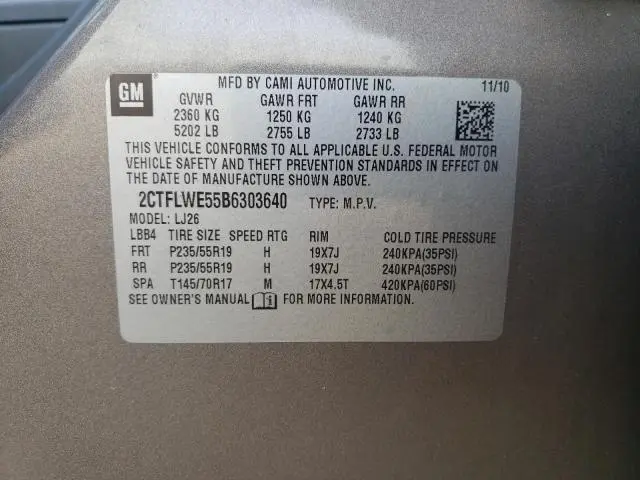 GM
MFD BY CAMI AUTOMOTIVE INC. 11/10
GVWR GAWR FRT GAWR RR
2360 KG 1250 KG 1240 KG
5202 LB 2755 LB 2733 LB
THIS VEHICLE CONFORMS TO ALL APPLICABLE U.S. FEDERAL MOTOR
VEHICLE SAFETY AND THEFT PREVENTION STANDARDS IN EFFECT ON
THE DATE OF MANUFACTURE SHOWN ABOVE.
2CTFLWE55B6303640 TYPE: M.P.V.
MODEL: LJ26
LBB4 TIRE SIZE SPEED RTG RIM COLD TIRE PRESSURE
FRT P235/55R19 H 19X7J 240KPA(35PSI)
RR P235/55R19 H 19X7J 240KPA(35PSI)
SPA T145/70R17 M 17X4.5T 420KPA(60PSI)
SEE OWNER'S MANUAL i FOR MORE INFORMATION.